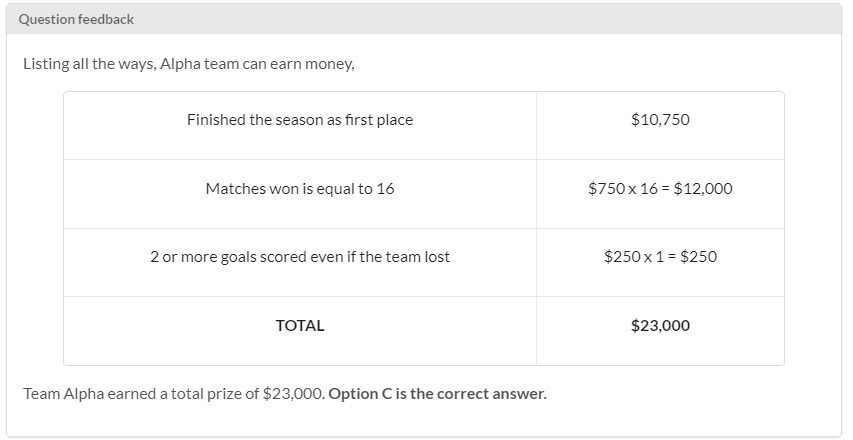 Question feedback
Listing all the ways, Alpha team can earn money,
Finished the season as first place $10,750
Matches won is equal to 16 $750 x 16 = $12,000
2 or more goals scored even if the team lost $250 x 1 = $250
TOTAL $23,000
Team Alpha earned a total prize of $23,000. Option C is the correct answer.